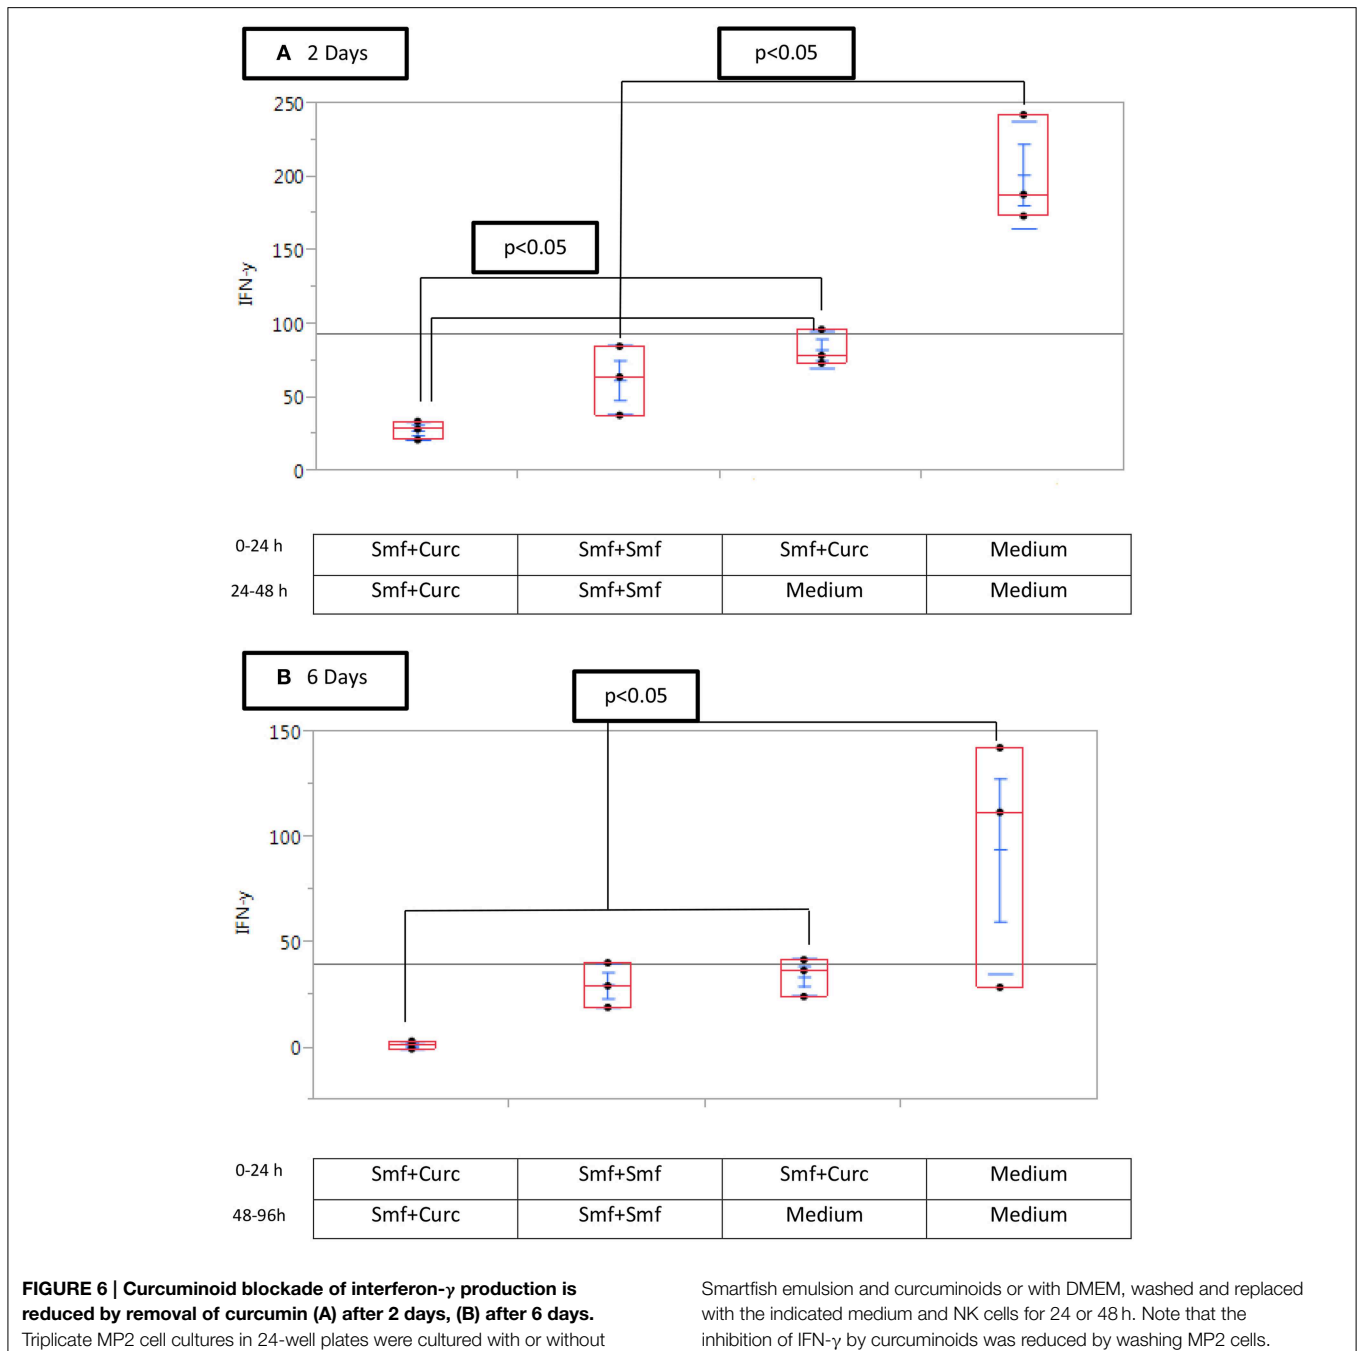 A 2 Days
p<0.05
250
200
150
100
50
0
IFN-γ
p<0.05
0-24 h Smf+Curc Smf+Smf Smf+Curc Medium
24-48 h Smf+Curc Smf+Smf Medium Medium
B 6 Days
p<0.05
150
100
50
0
IFN-γ
0-24 h Smf+Curc Smf+Smf Smf+Curc Medium
48-96h Smf+Curc Smf+Smf Medium Medium
FIGURE 6 | Curcuminoid blockade of interferon-γ production is
reduced by removal of curcumin (A) after 2 days, (B) after 6 days.
Triplicate MP2 cell cultures in 24-well plates were cultured with or without
Smartfish emulsion and curcuminoids or with DMEM, washed and replaced
with the indicated medium and NK cells for 24 or 48 h. Note that the
inhibition of IFN-γ by curcuminoids was reduced by washing MP2 cells.